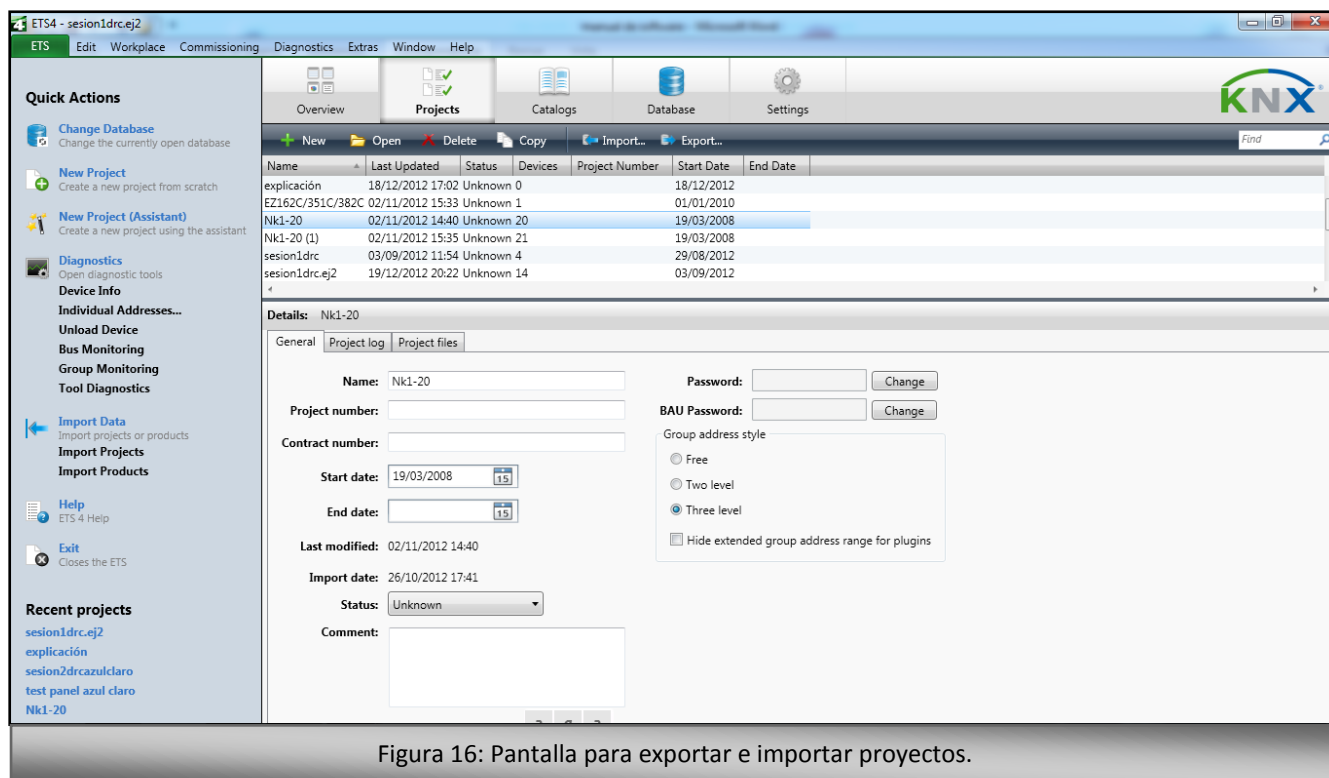 ETS4 - sesion1drc.ej2
ETS Edit Workplace Commissioning Diagnostics Extras Window Help
Quick Actions
Change Database
Change the currently open database
New Project
Create a new project from scratch
New Project (Assistant)
Create a new project using the assistant
Diagnostics
Open diagnostic tools
Device Info
Individual Addresses...
Unload Device
Bus Monitoring
Group Monitoring
Tool Diagnostics
Import Data
Import projects or products
Import Projects
Import Products
Help
ETS 4 Help
Exit
Closes the ETS
Recent projects
sesion1drc.ej2
explicación
sesion2drcazulclaro
test panel azul claro
Nk1-20
Overview Projects Catalogs Database Settings
KNX
New Open Delete Copy Import... Export... Find
Name Last Updated Status Devices Project Number Start Date End Date
explicación 18/12/2012 17:02 Unknown 0 18/12/2012
EZ162C/351C/382C 02/11/2012 15:33 Unknown 1 01/01/2010
Nk1-20 02/11/2012 14:40 Unknown 20 19/03/2008
Nk1-20 (1) 02/11/2012 15:35 Unknown 21 19/03/2008
sesion1drc 03/09/2012 11:54 Unknown 4 29/08/2012
sesion1drc.ej2 19/12/2012 20:22 Unknown 14 03/09/2012
Details: Nk1-20
General Project log Project files
Name: Nk1-20
Project number:
Contract number:
Start date: 19/03/2008 15
End date: 15
Last modified: 02/11/2012 14:40
Import date: 26/10/2012 17:41
Status: Unknown
Comment:
Password: Change
BAU Password: Change
Group address style
Free
Two level
Three level
Hide extended group address range for plugins
Figura 16: Pantalla para exportar e importar proyectos.